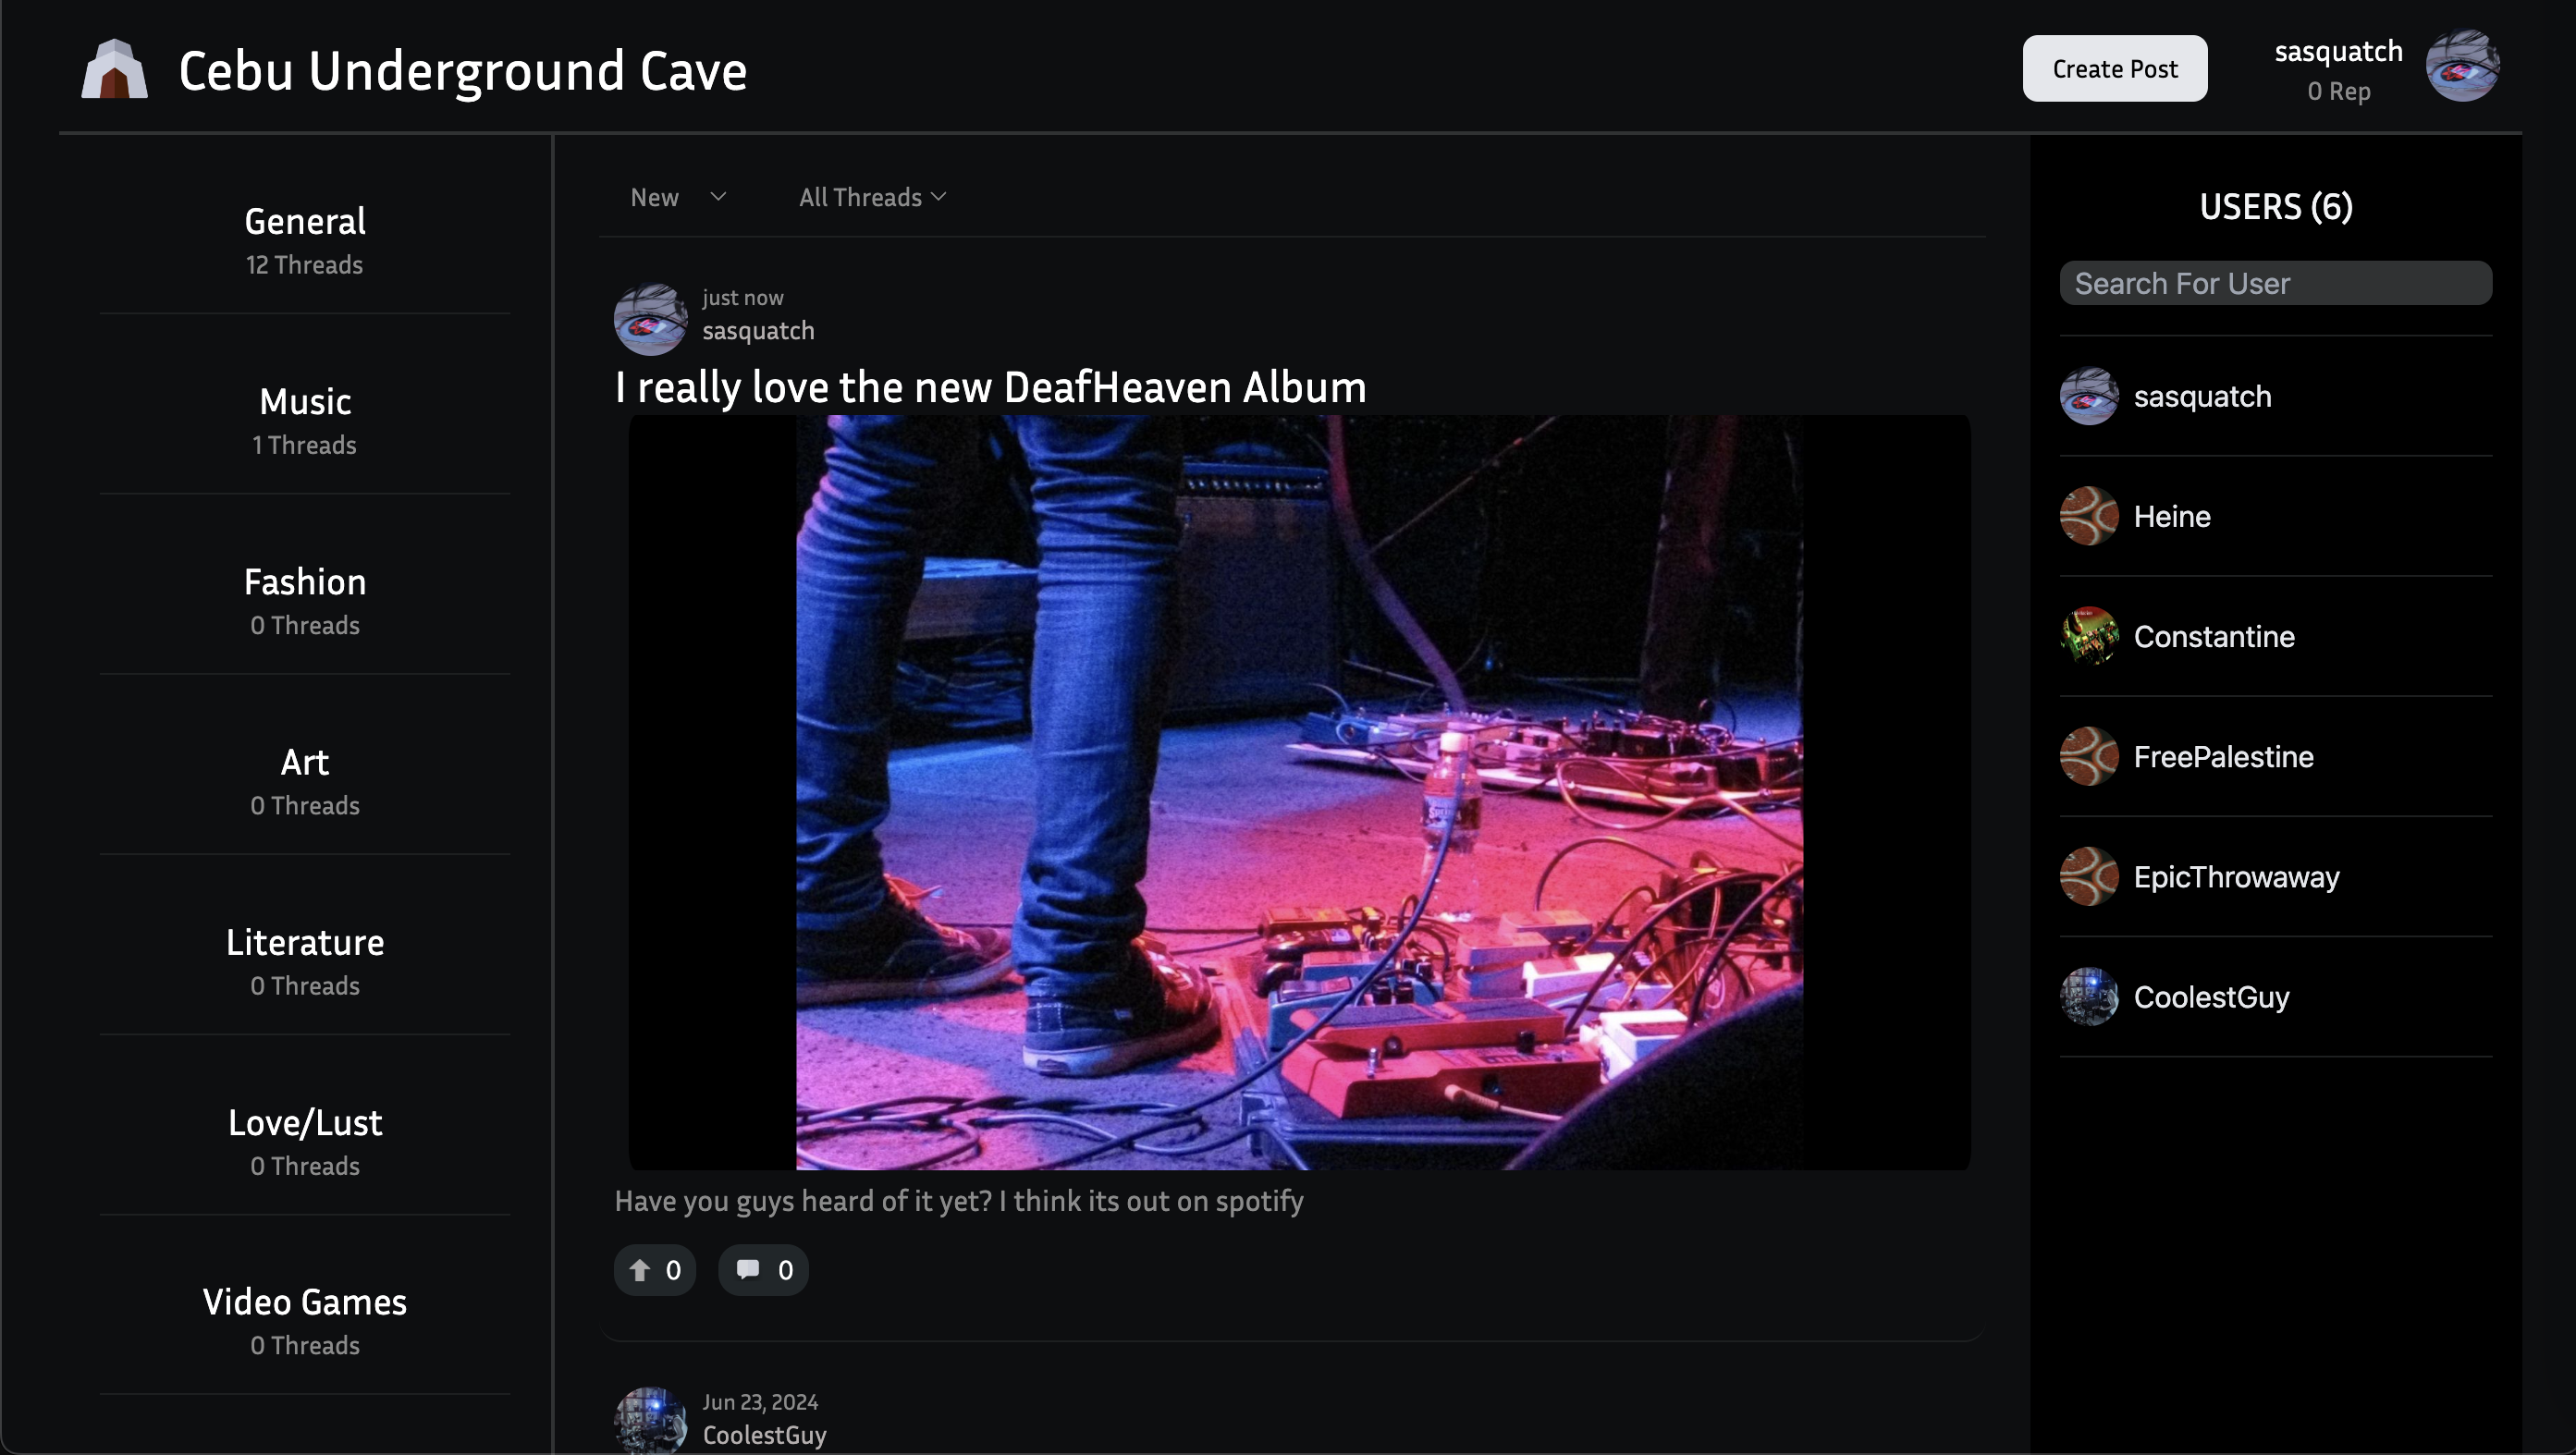 Cebu Underground Cave
Create Post
sasquatch
0 Rep
General
12 Threads
Music
1 Threads
Fashion
0 Threads
Art
0 Threads
Literature
0 Threads
Love/Lust
0 Threads
Video Games
0 Threads
New
All Threads
just now
sasquatch
I really love the new DeafHeaven Album
Have you guys heard of it yet? I think its out on spotify
0
0
Jun 23, 2024
CoolestGuy
USERS (6)
Search For User
sasquatch
Heine
Constantine
FreePalestine
EpicThrowaway
CoolestGuy